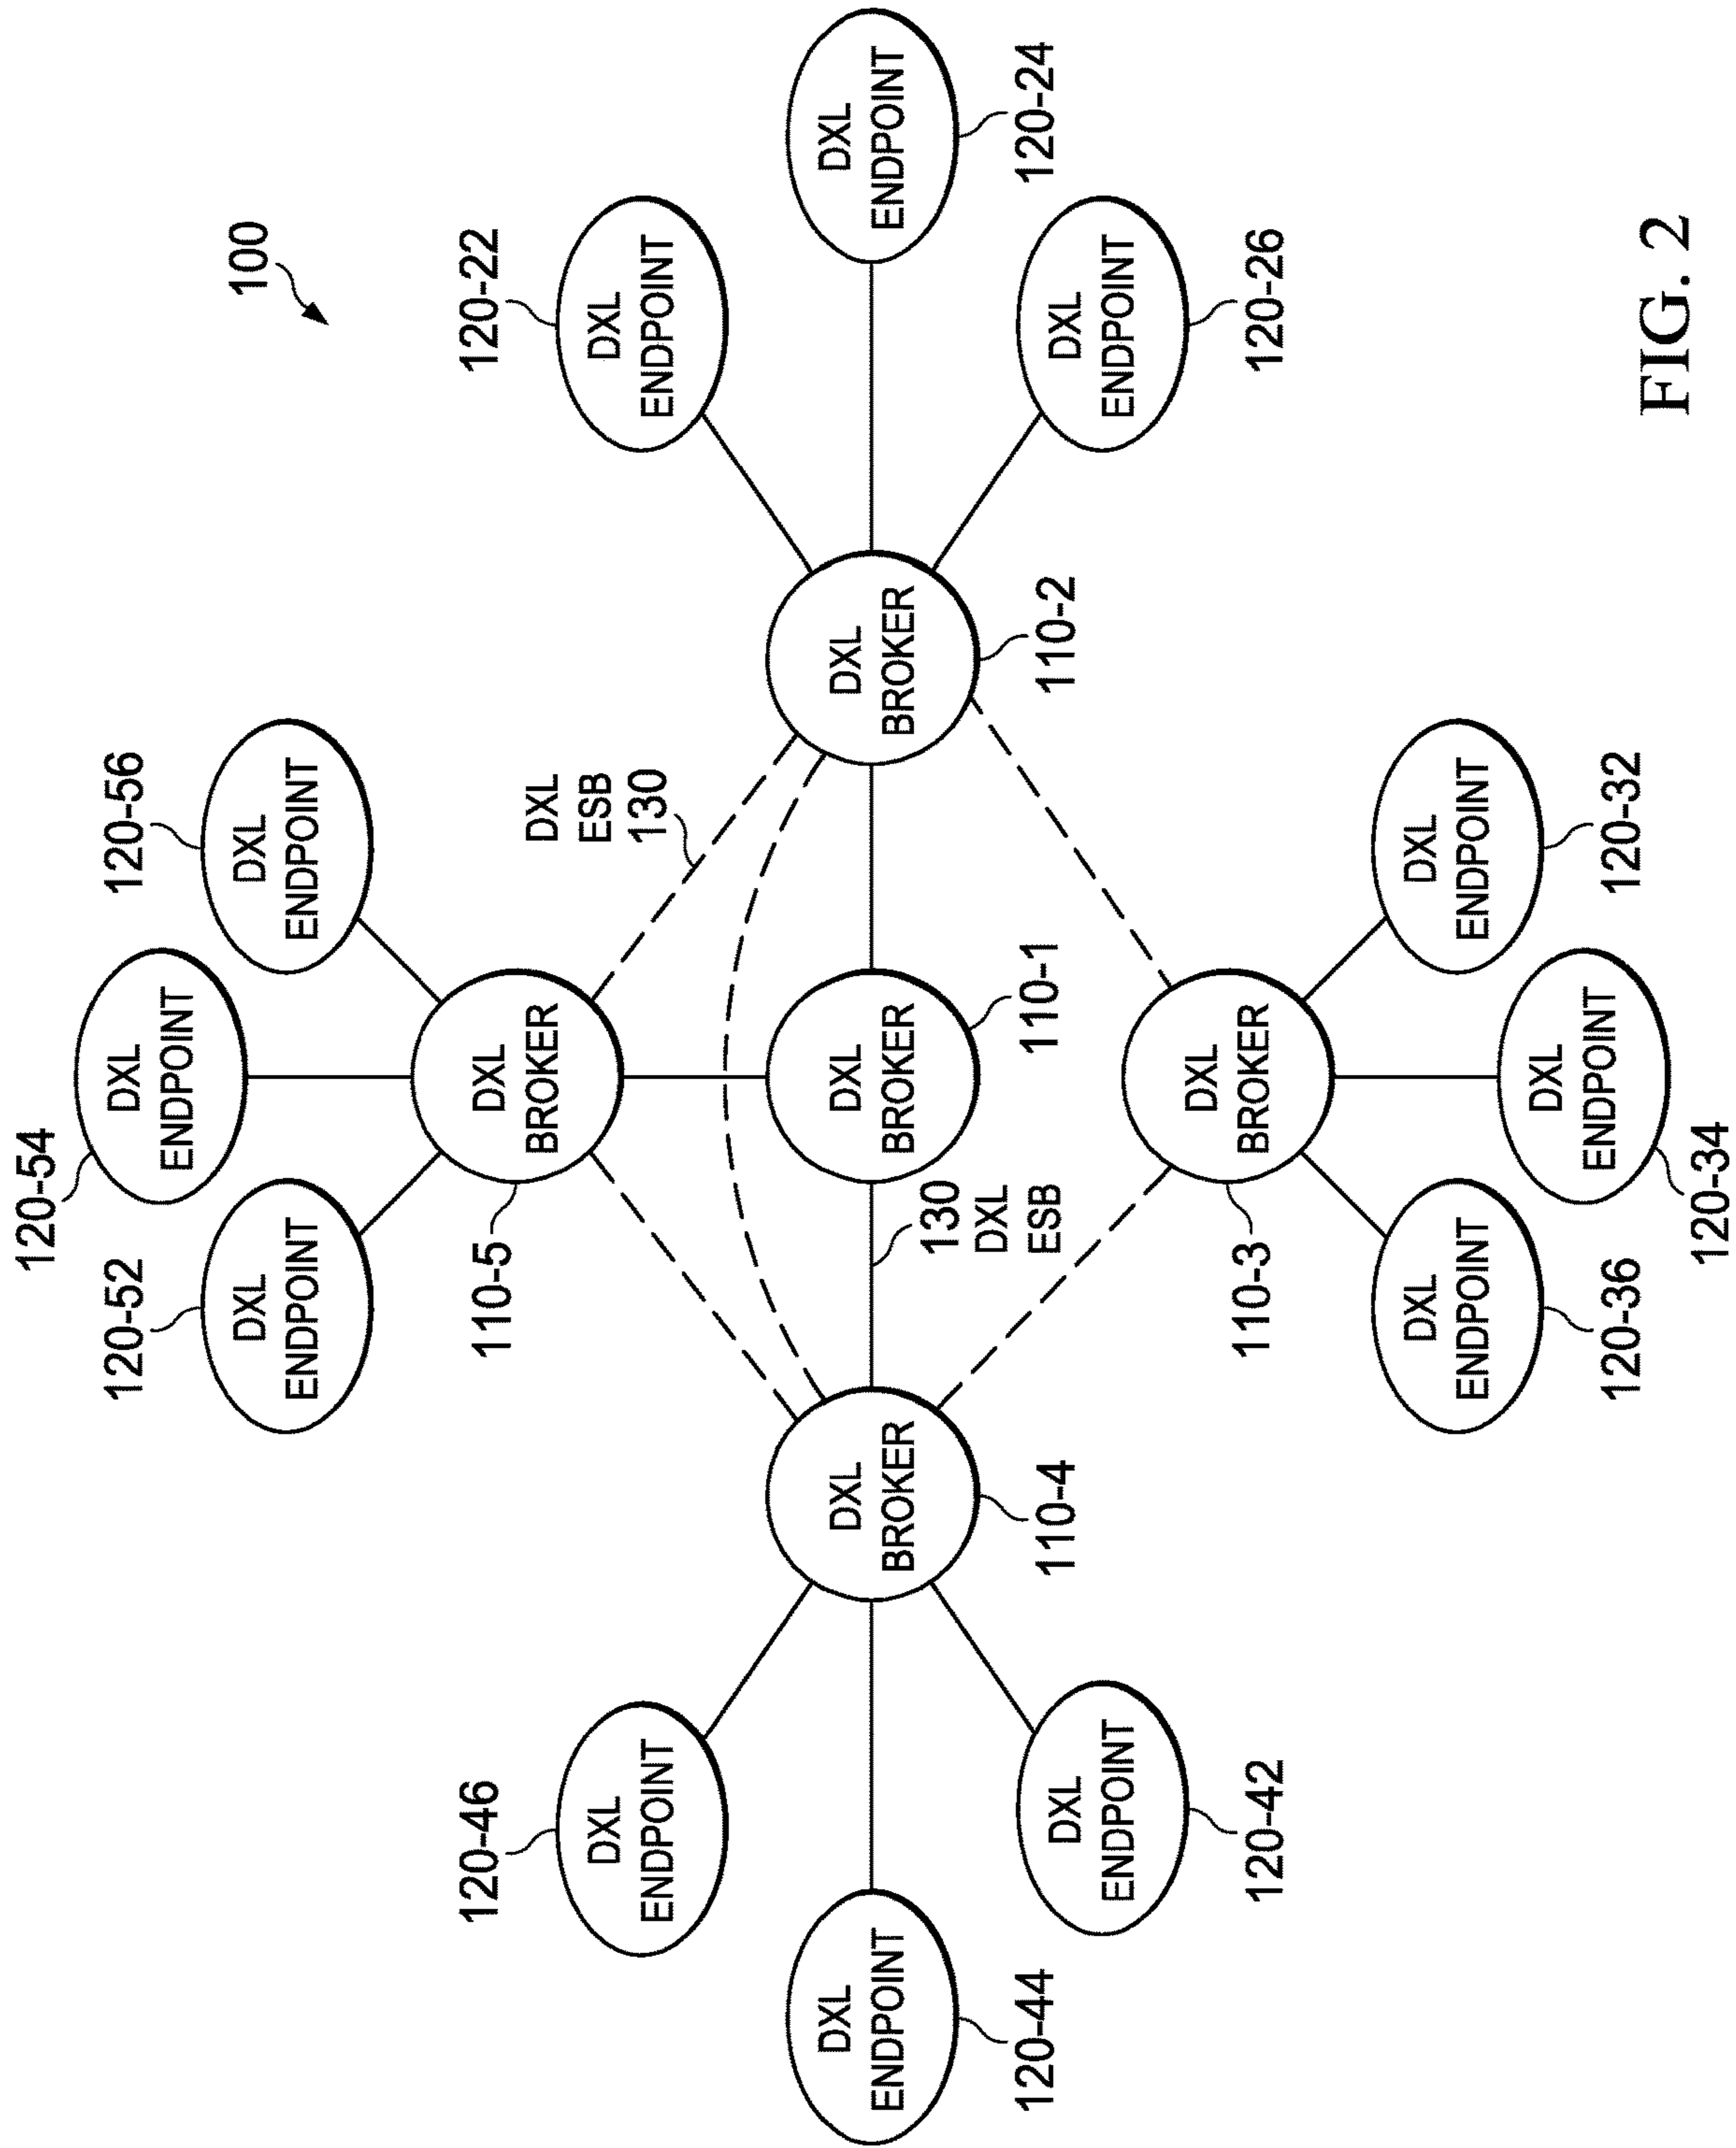 100
120-54
120-52
DXL
ENDPOINT
DXL
ENDPOINT
120-56
DXL
ENDPOINT
110-5
DXL
BROKER
DXL
ESB
130
120-46
DXL
ENDPOINT
120-22
DXL
ENDPOINT
DXL
ENDPOINT
120-44
DXL
BROKER
110-4
130
DXL
ESB
DXL
BROKER
110-1
DXL
BROKER
110-2
DXL
ENDPOINT
120-24
DXL
ENDPOINT
120-42
DXL
ENDPOINT
120-26
DXL
BROKER
110-3
DXL
ENDPOINT
120-36
DXL
ENDPOINT
120-34
DXL
ENDPOINT
120-32
FIG. 2